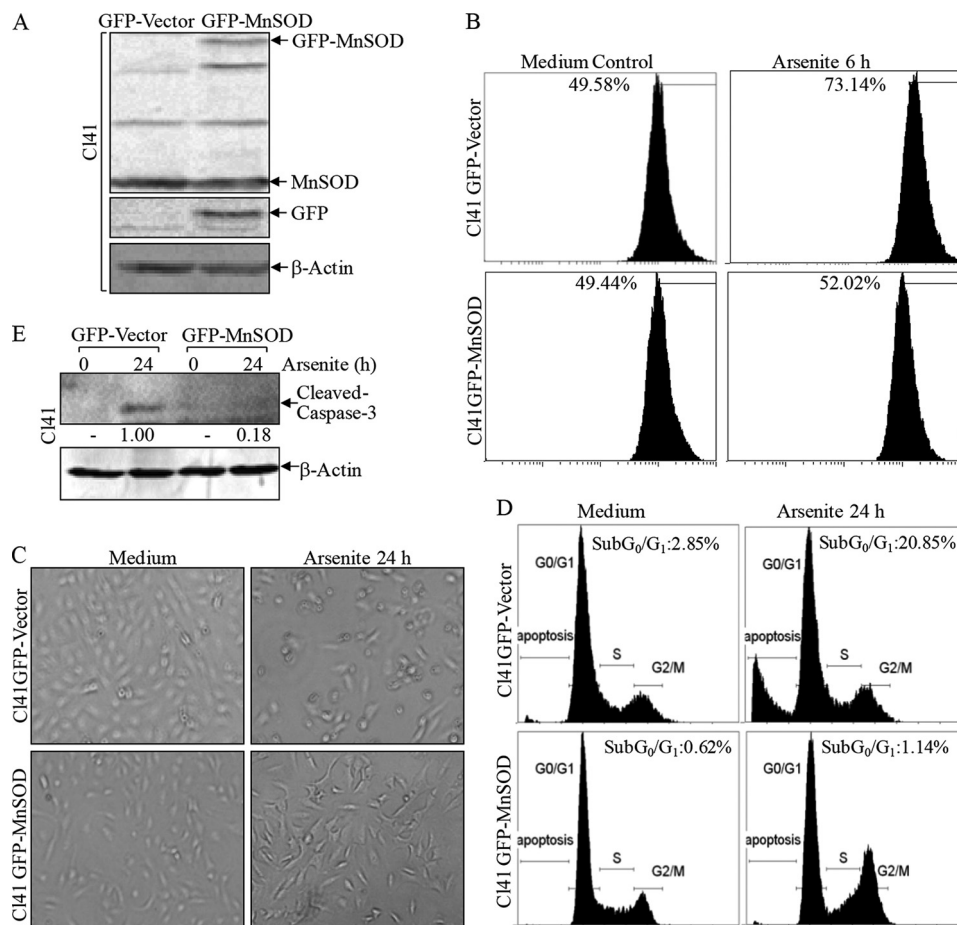 A
GFP-Vector GFP-MnSOD
GFP-MnSOD
Cl41
MnSOD
GFP
β-Actin
B
Medium Control Arsenite 6 h
Cl41 GFP-Vector
49.58% 73.14%
Cl41GFP-MnSOD
49.44% 52.02%
E
GFP-Vector GFP-MnSOD
0 24 0 24 Arsenite (h)
Cl41
Cleaved-
Caspase-3
- 1.00 - 0.18
β-Actin
C
Medium Arsenite 24 h
Cl41GFP-Vector
Cl41 GFP-MnSOD
D
Medium Arsenite 24 h
Cl41GFP-Vector
SubG₀/G₁:2.85% SubG₀/G₁:20.85%
G0/G1 G0/G1
apoptosis S G2/M apoptosis S G2/M
Cl41 GFP-MnSOD
SubG₀/G₁:0.62% SubG₀/G₁:1.14%
G0/G1 G0/G1
apoptosis S G2/M apoptosis S G2/M